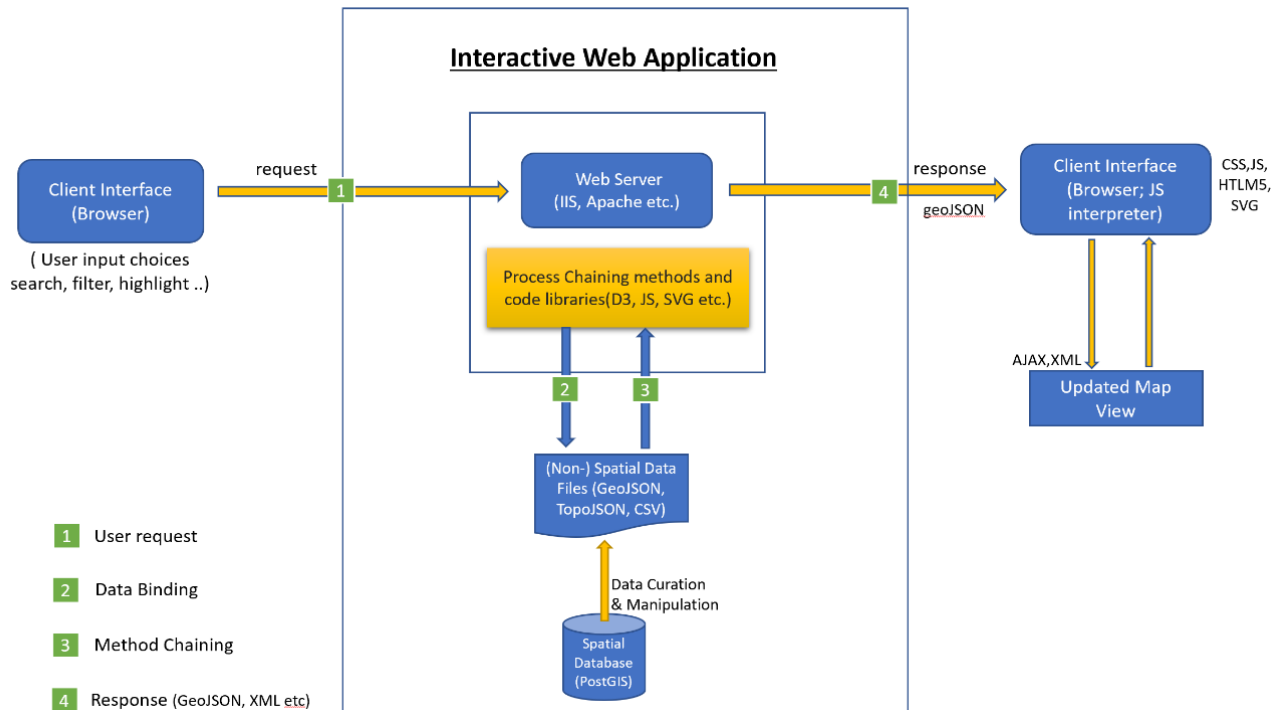 Interactive Web Application
request
1
Client Interface
(Browser)
( User input choices
search, filter, highlight ..)
Web Server
(IIS, Apache etc.)
Process Chaining methods and
code libraries(D3, JS, SVG etc.)
response
4
geoJSON
Client Interface
(Browser; JS
interpreter)
CSS,JS,
HTLM5,
SVG
2
3
AJAX,XML
Updated Map
View
(Non-) Spatial Data
Files (GeoJSON,
TopoJSON, CSV)
Data Curation
& Manipulation
Spatial
Database
(PostGIS)
1 User request
2 Data Binding
3 Method Chaining
4 Response (GeoJSON, XML etc)